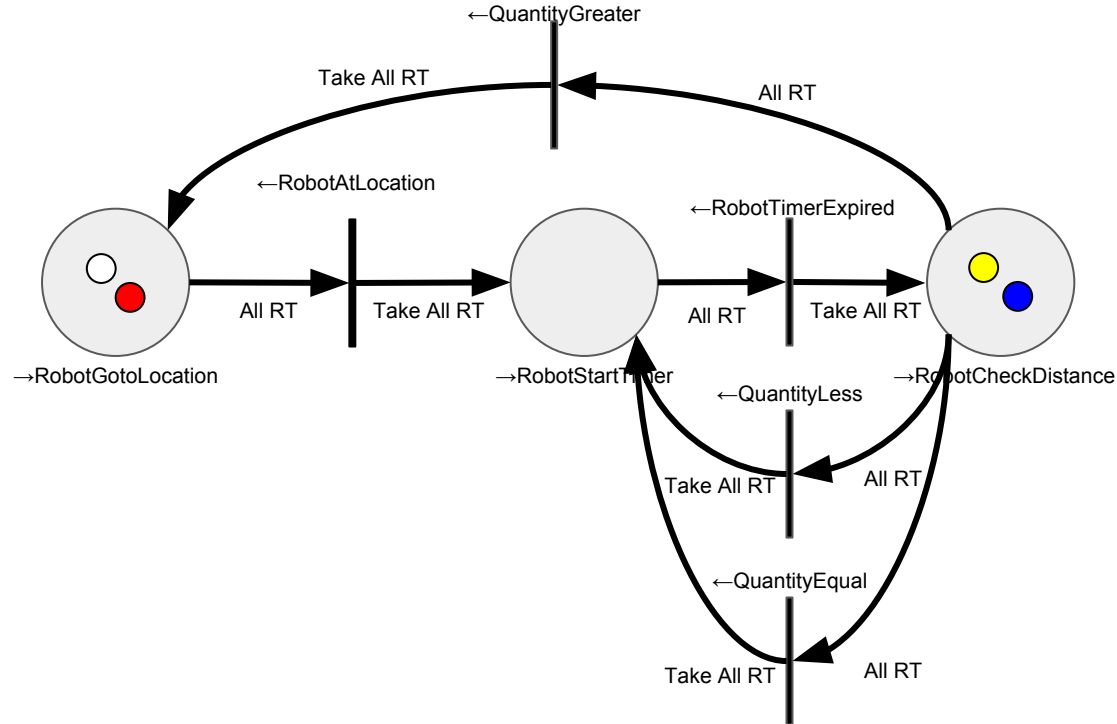 ←QuantityGreater
Take All RT
All RT
←RobotAtLocation
←RobotTimerExpired
All RT
Take All RT
All RT
Take All RT
→RobotGotoLocation
→RobotStartTimer
→RobotCheckDistance
←QuantityLess
Take All RT
All RT
←QuantityEqual
Take All RT
All RT